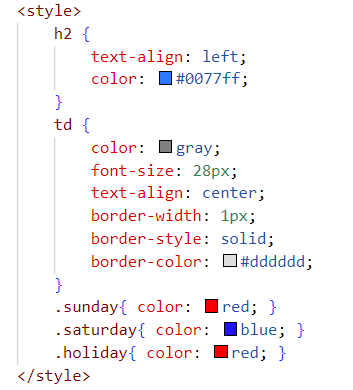 <style>
h2 {
text-align: left;
color: #0077ff;
}
td {
color: gray;
font-size: 28px;
text-align: center;
border-width: 1px;
border-style: solid;
border-color: #dddddd;
}
.sunday{ color: red; }
.saturday{ color: blue; }
.holiday{ color: red; }
</style>